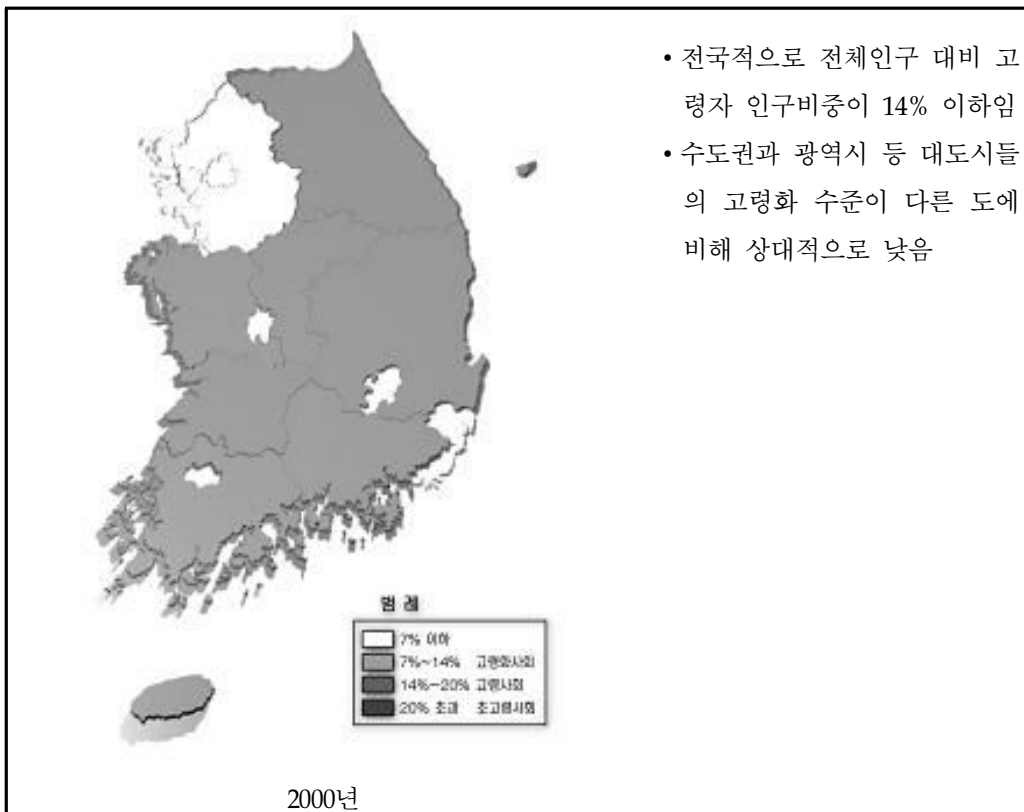 • 전국적으로 전체인구 대비 고
령자 인구비중이 14% 이하임
• 수도권과 광역시 등 대도시들
의 고령화 수준이 다른 도에
비해 상대적으로 낮음
범 례
7% 이하
7%~14% 고령화사회
14%~20% 고령사회
20% 초과 초고령사회
2000년